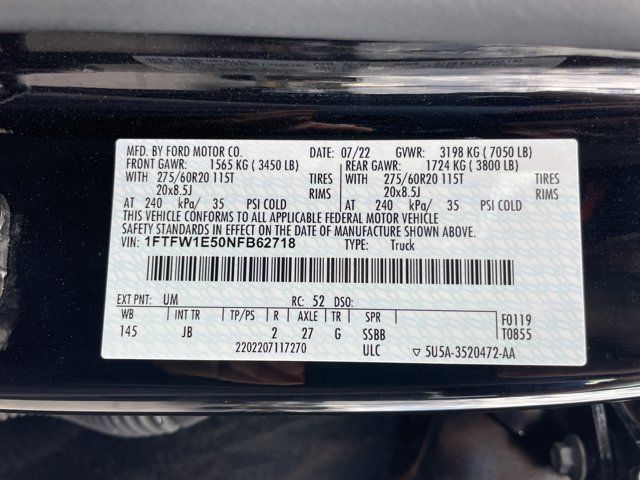 MFD. BY FORD MOTOR CO. DATE: 07/22 GVWR: 3198 KG ( 7050 LB)
FRONT GAWR: 1565 KG ( 3450 LB) REAR GAWR: 1724 KG ( 3800 LB)
WITH 275/60R20 115T TIRES WITH 275/60R20 115T TIRES
20x8.5J RIMS 20x8.5J RIMS
AT 240 kPa/ 35 PSI COLD AT 240 kPa/ 35 PSI COLD
THIS VEHICLE CONFORMS TO ALL APPLICABLE FEDERAL MOTOR VEHICLE
SAFETY STANDARDS IN EFFECT ON THE DATE OF MANUFACTURE SHOWN ABOVE.
VIN: 1FTFW1E50NFB62718 TYPE: Truck
EXT PNT: UM RC: 52 DSO:
WB INT TR TP/PS R AXLE TR SPR F0119
145 JB 2 27 G SSBB T0855
2202207117270 ULC ▽ 5U5A-3520472-AA